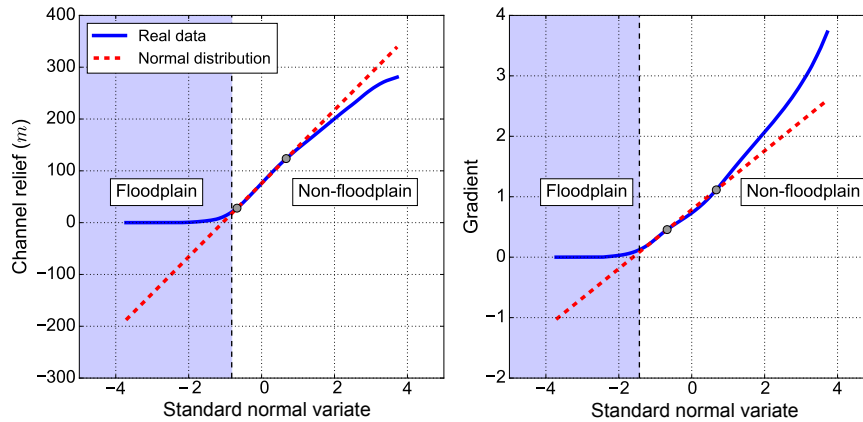 Real data
Normal distribution
Floodplain
Non-floodplain
400
300
200
100
0
−100
−200
−300
−4
−2
0
2
4
Channel relief (m)
Standard normal variate
Floodplain
Non-floodplain
4
3
2
1
0
−1
−2
−4
−2
0
2
4
Gradient
Standard normal variate